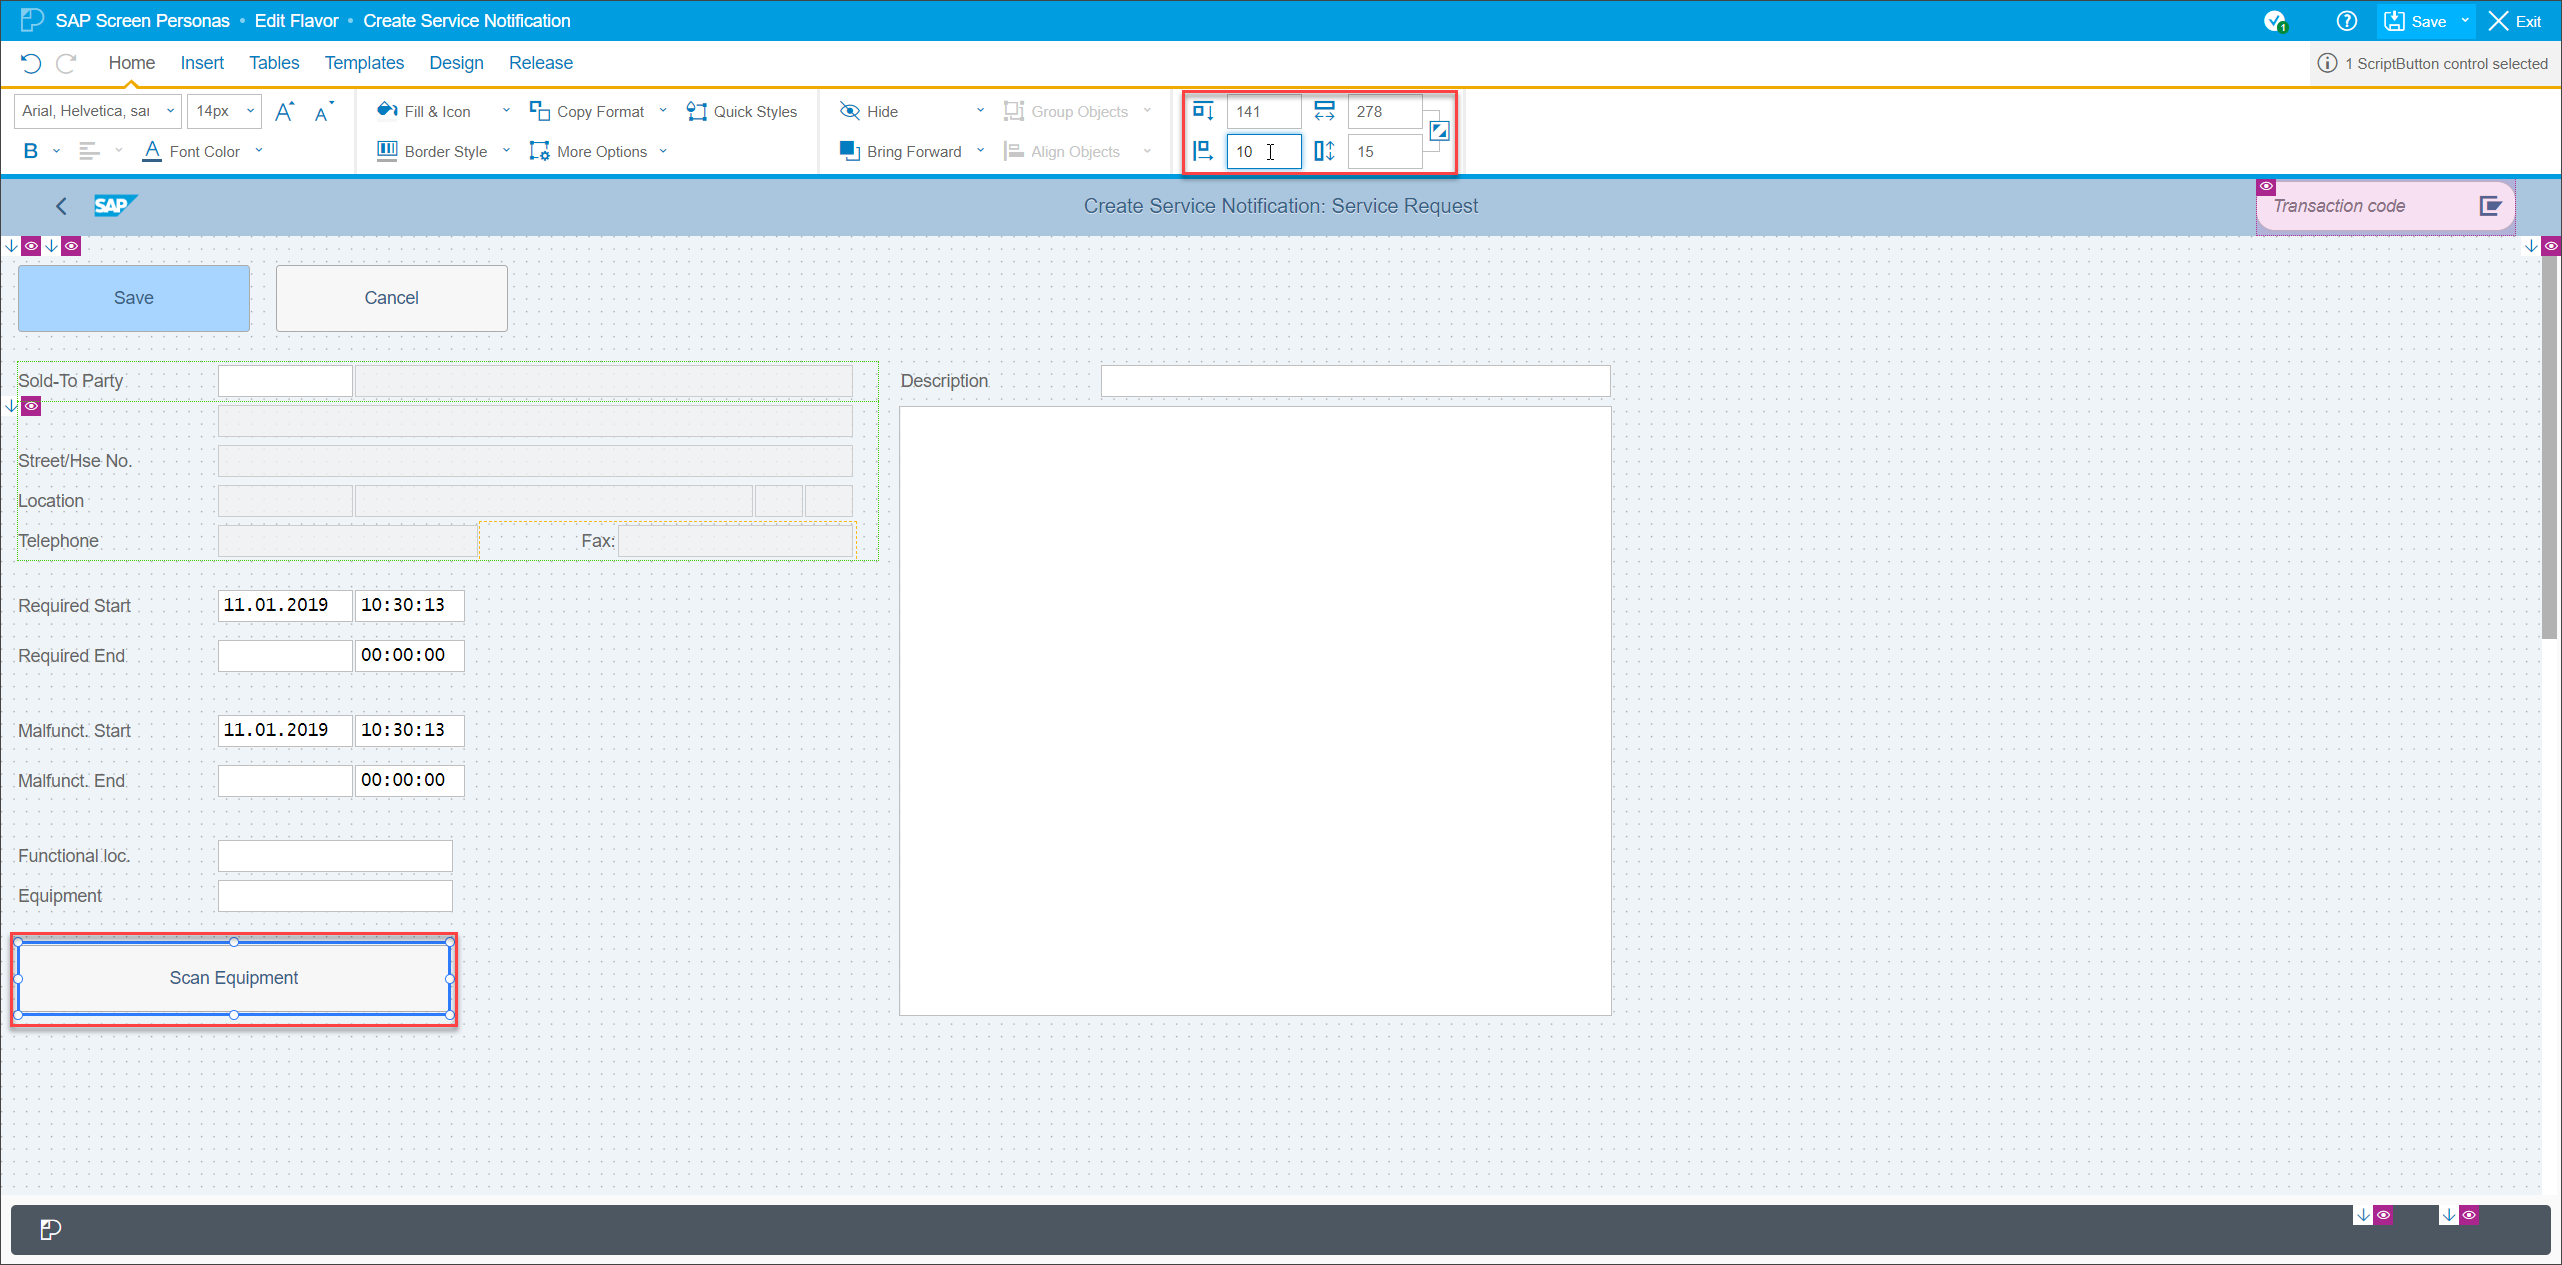 SAP Screen Personas • Edit Flavor • Create Service Notification
1
Save
Exit
Home Insert Tables Templates Design Release
1 ScriptButton control selected
Arial, Helvetica, sa
14px
A A
Fill & Icon
Copy Format
Quick Styles
Hide
Group Objects
141
278
B
A Font Color
Border Style
More Options
Bring Forward
Align Objects
10
15
SAP
Create Service Notification: Service Request
Transaction code
Save
Cancel
Sold-To Party
Description
Street/Hse No.
Location
Telephone
Fax:
Required Start 11.01.2019 10:30:13
Required End 00:00:00
Malfunct. Start 11.01.2019 10:30:13
Malfunct. End 00:00:00
Functional loc.
Equipment
Scan Equipment